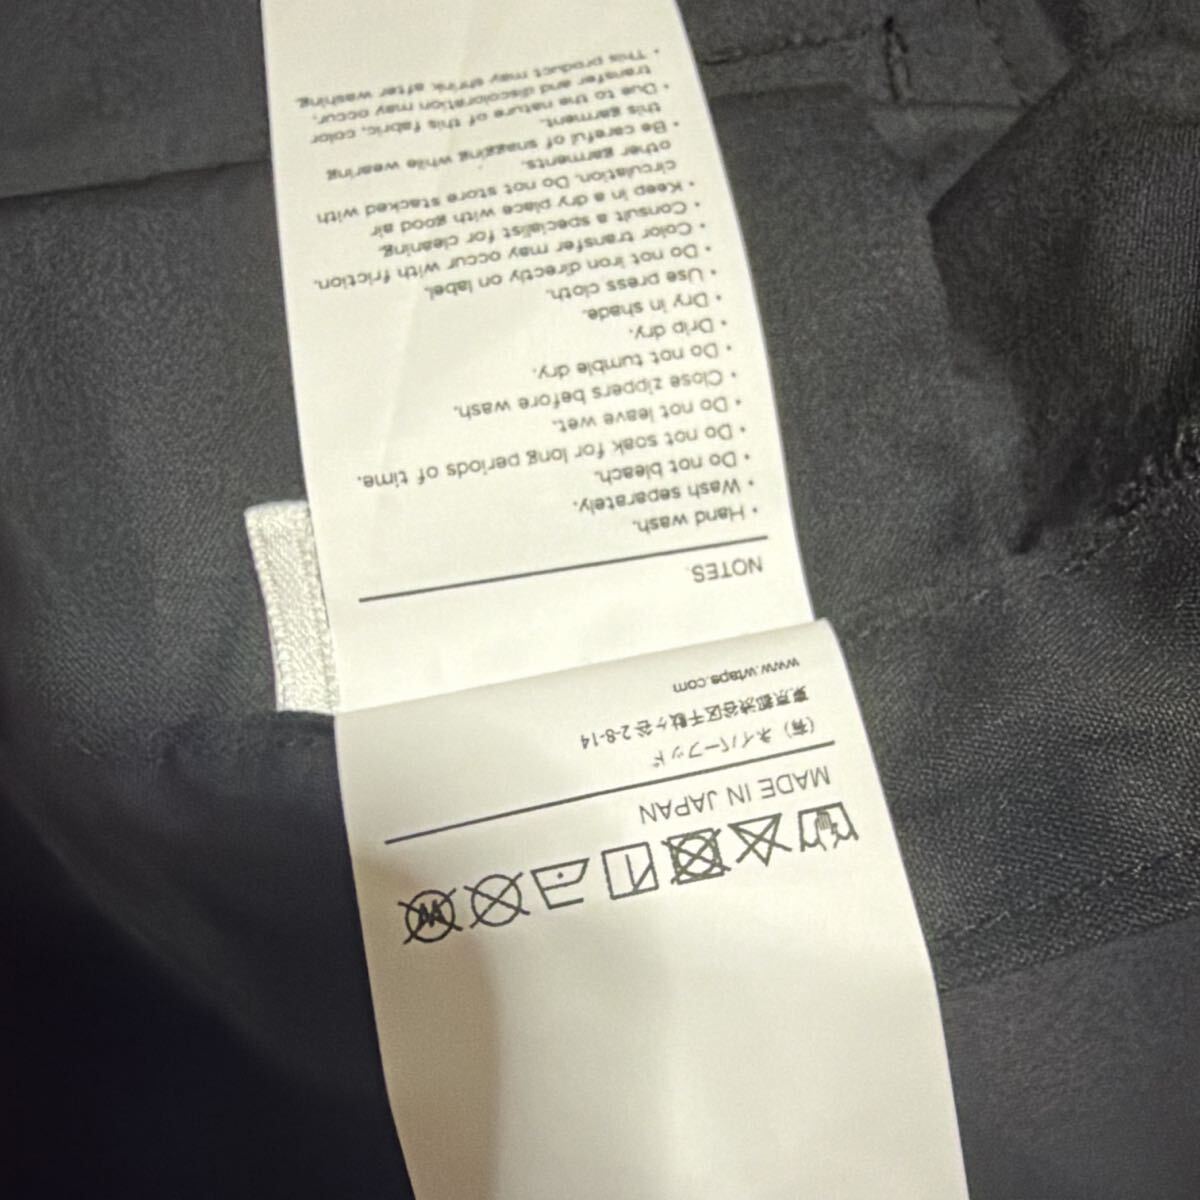 MADE IN JAPAN
(有) ネイバーフッド
東京都渋谷区千駄ヶ谷2-8-14
www.wtaps.com
NOTES.
• Hand wash.
• Wash separately.
• Do not bleach.
• Do not soak for long periods of time.
• Do not leave wet.
• Close zippers before wash.
• Do not tumble dry.
• Drip dry.
• Dry in shade.
• Use press cloth.
• Do not iron directly on label.
• Color transfer may occur with friction.
• Consult a specialist for cleaning.
• Keep in a dry place with good air
circulation. Do not store stacked with
other garments.
• Be careful of snagging while wearing
this garment.
• Due to the nature of this fabric, color
transfer and discoloration may occur.
• This product may shrink after washing.